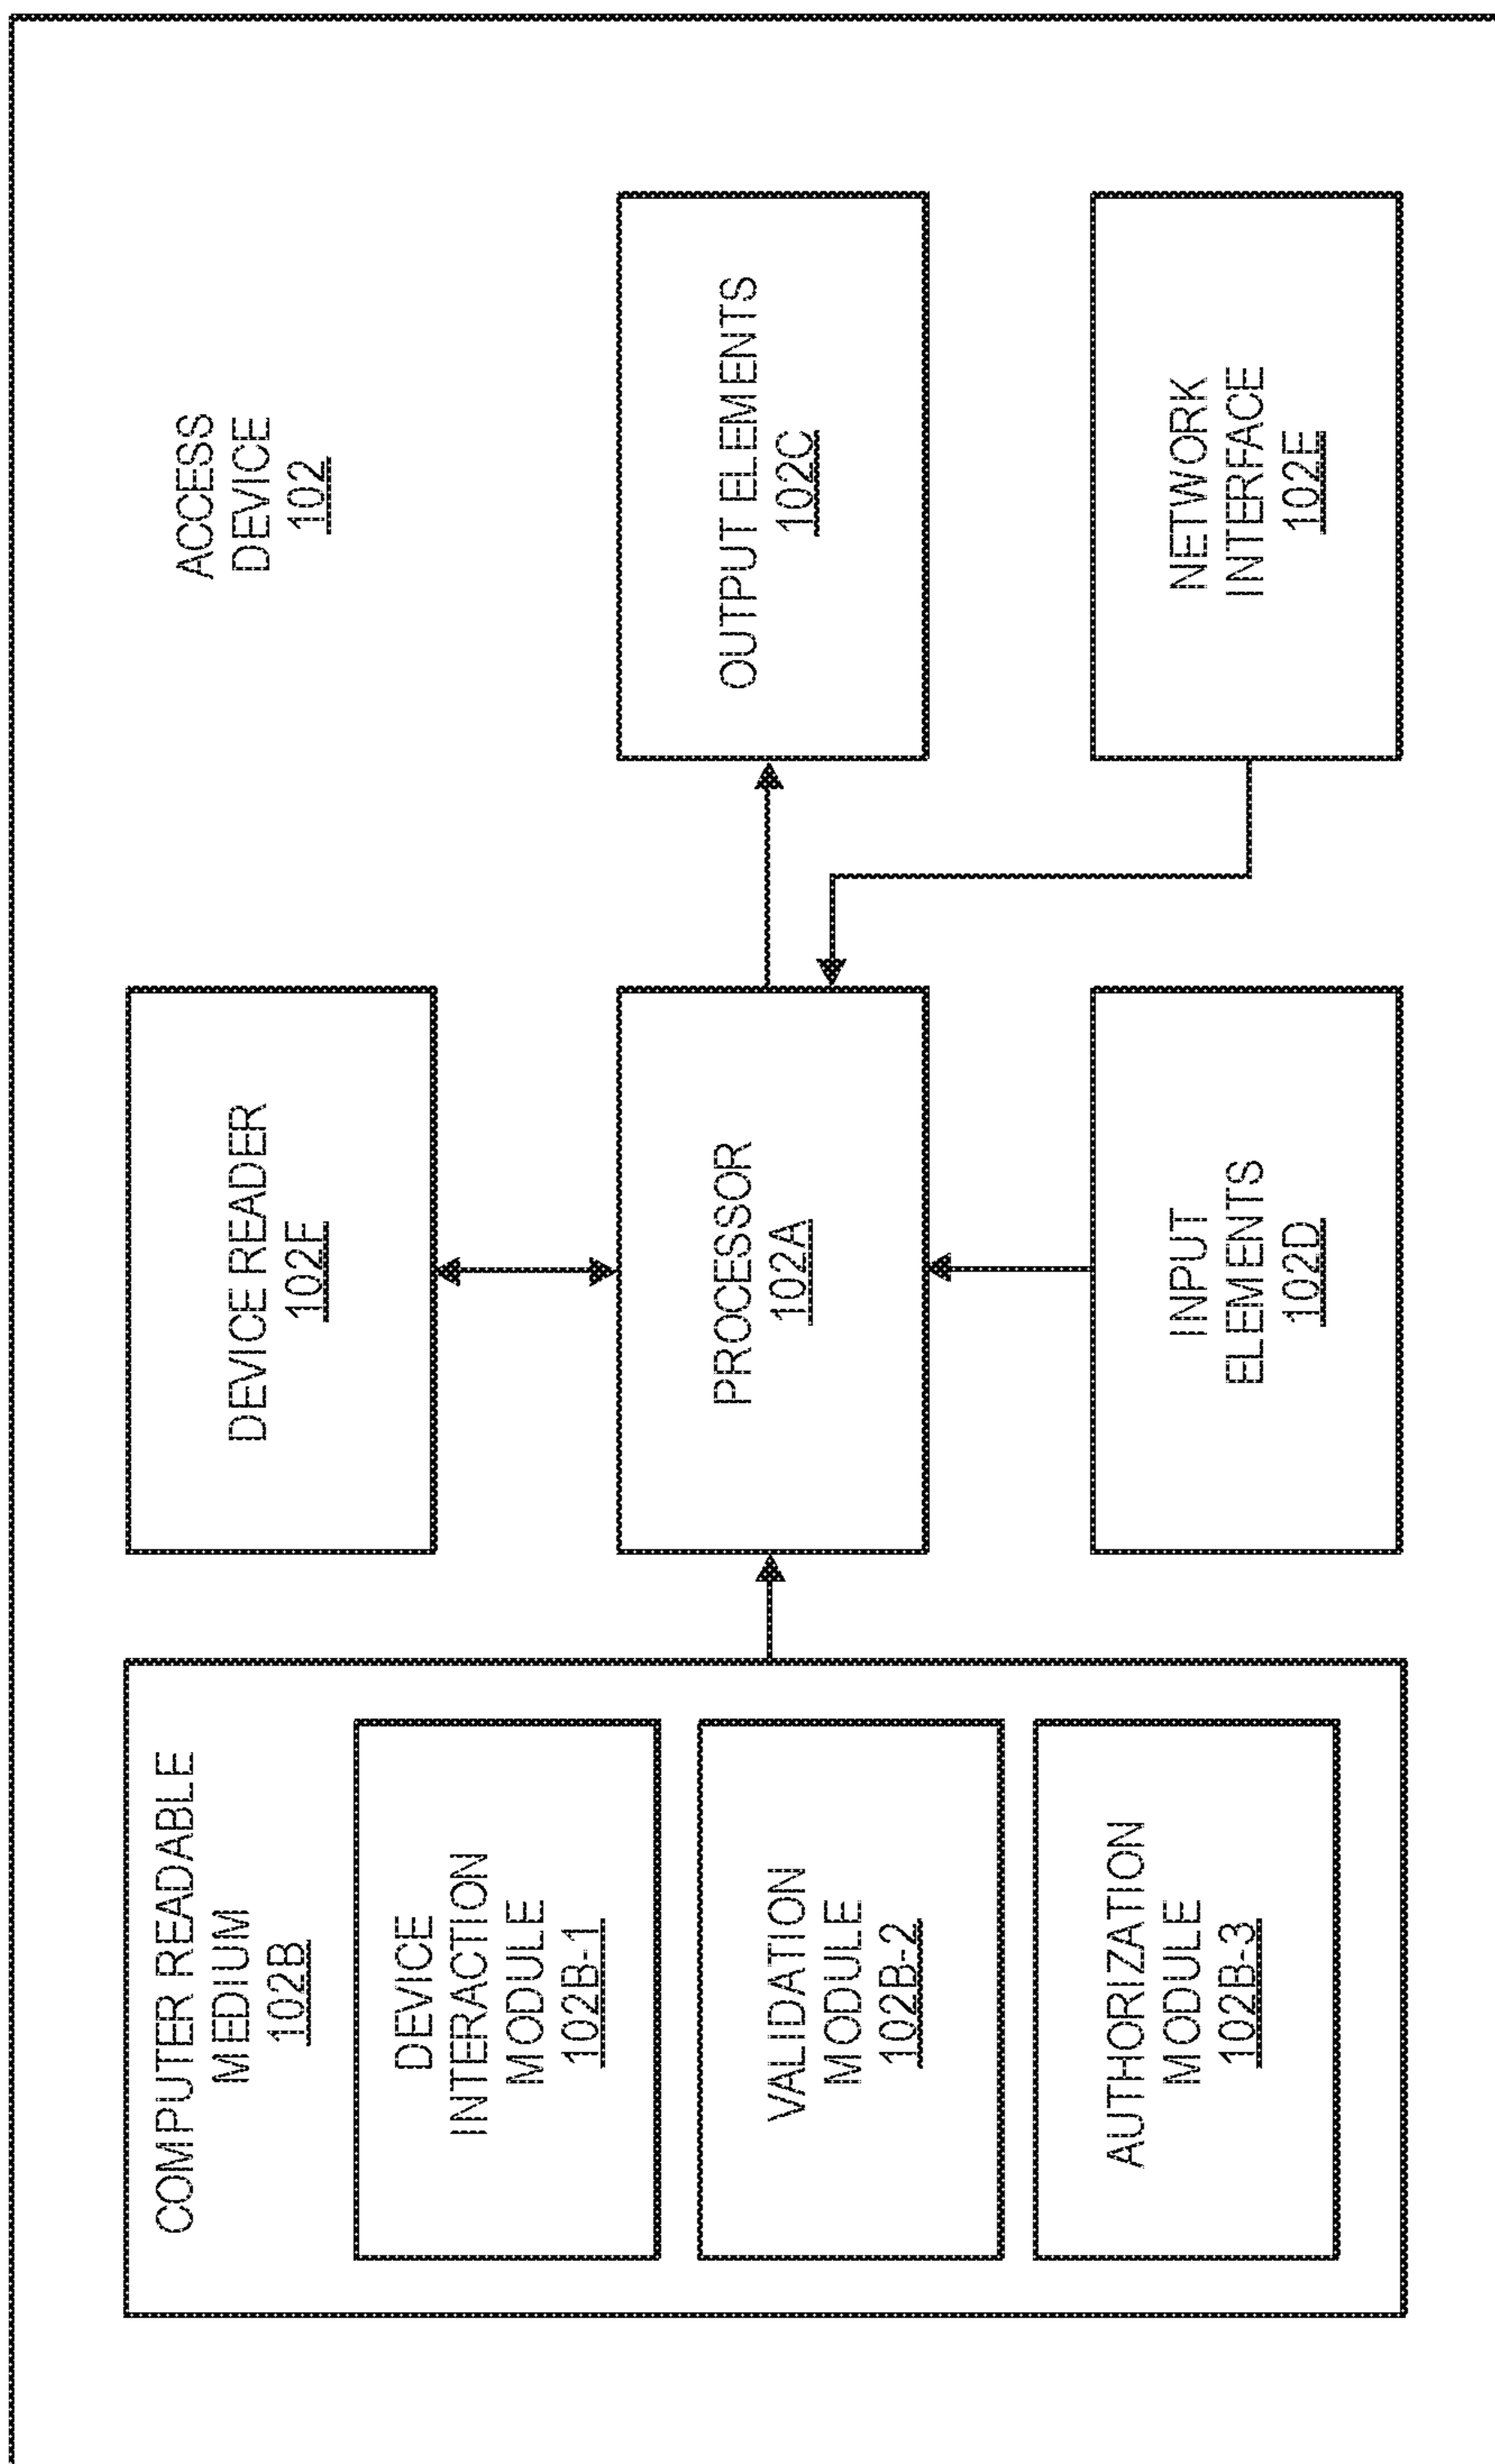 ACCESS
DEVICE
102
COMPUTER READABLE
MEDIUM
102B
DEVICE
INTERACTION
MODULE
102B-1
VALIDATION
MODULE
102B-2
AUTHORIZATION
MODULE
102B-3
DEVICE READER
102F
PROCESSOR
102A
INPUT
ELEMENTS
102D
OUTPUT ELEMENTS
102C
NETWORK
INTERFACE
102E